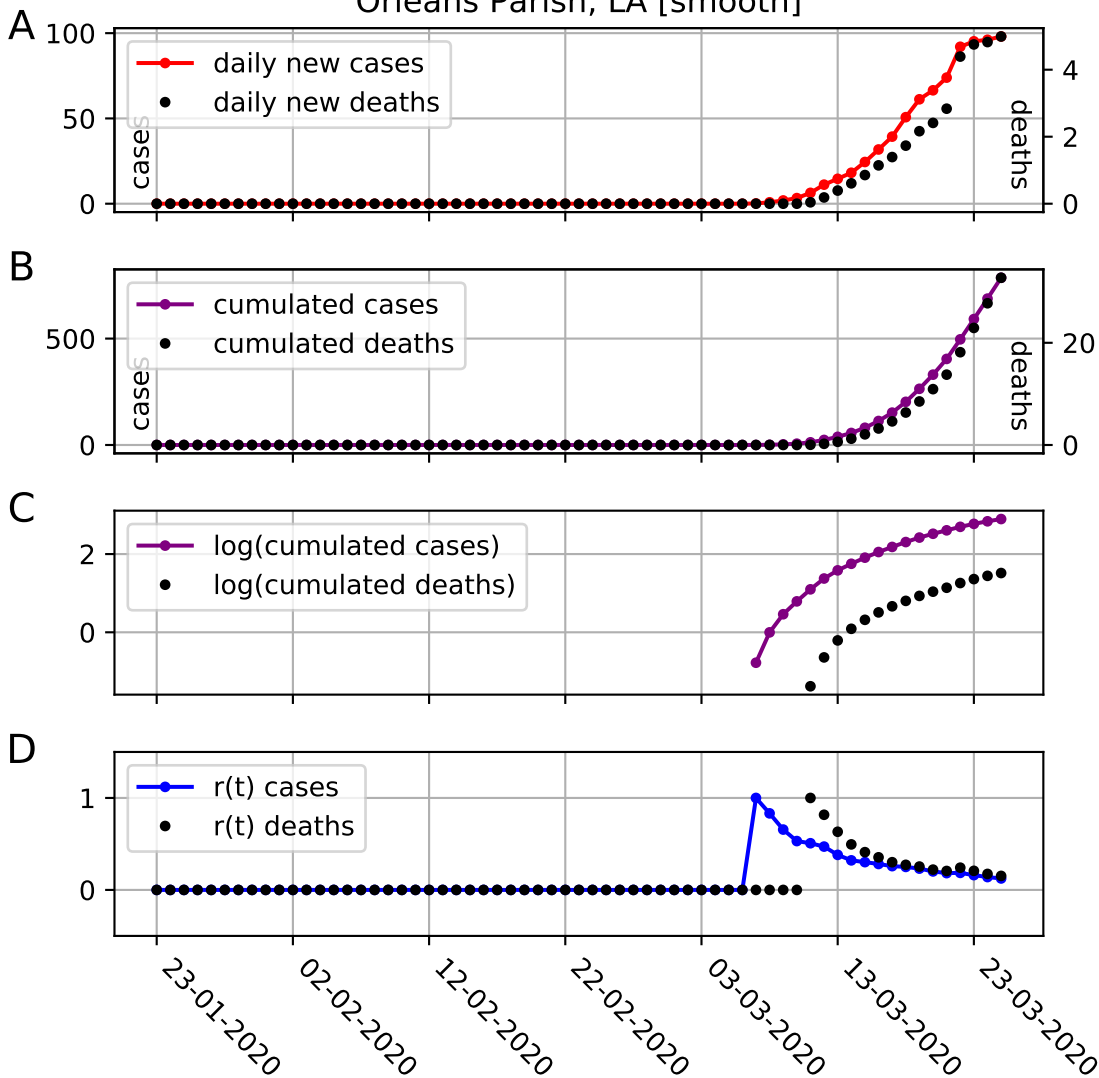 Orleans Parish, LA [smooth]
A
100
50
0
cases
daily new cases
daily new deaths
4
2
0
deaths
B
500
0
cases
cumulated cases
cumulated deaths
20
0
deaths
C
2
0
log(cumulated cases)
log(cumulated deaths)
D
1
0
r(t) cases
r(t) deaths
23-01-2020
02-02-2020
12-02-2020
22-02-2020
03-03-2020
13-03-2020
23-03-2020